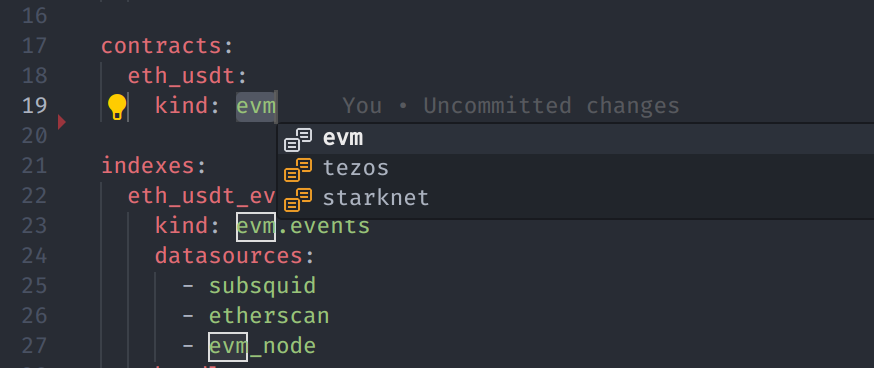 16
17 contracts:
18 eth_usdt:
19 kind: evm You • Uncommitted changes
20 evm
21 indexes: tezos
22 eth_usdt_ev starknet
23 kind: evm.events
24 datasources:
25 - subsquid
26 - etherscan
27 - evm_node